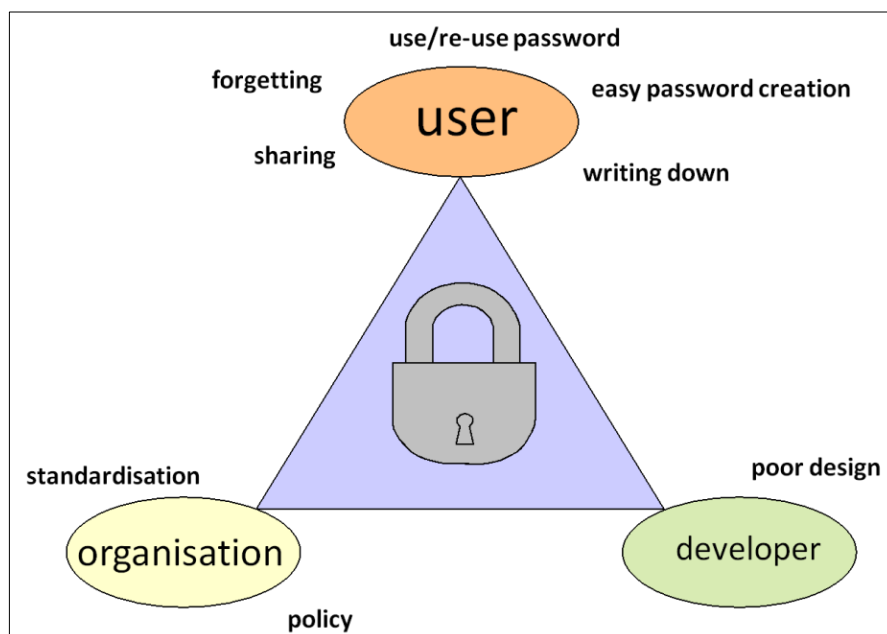 use/re-use password
forgetting
easy password creation
user
sharing
writing down
standardisation
poor design
organisation
developer
policy